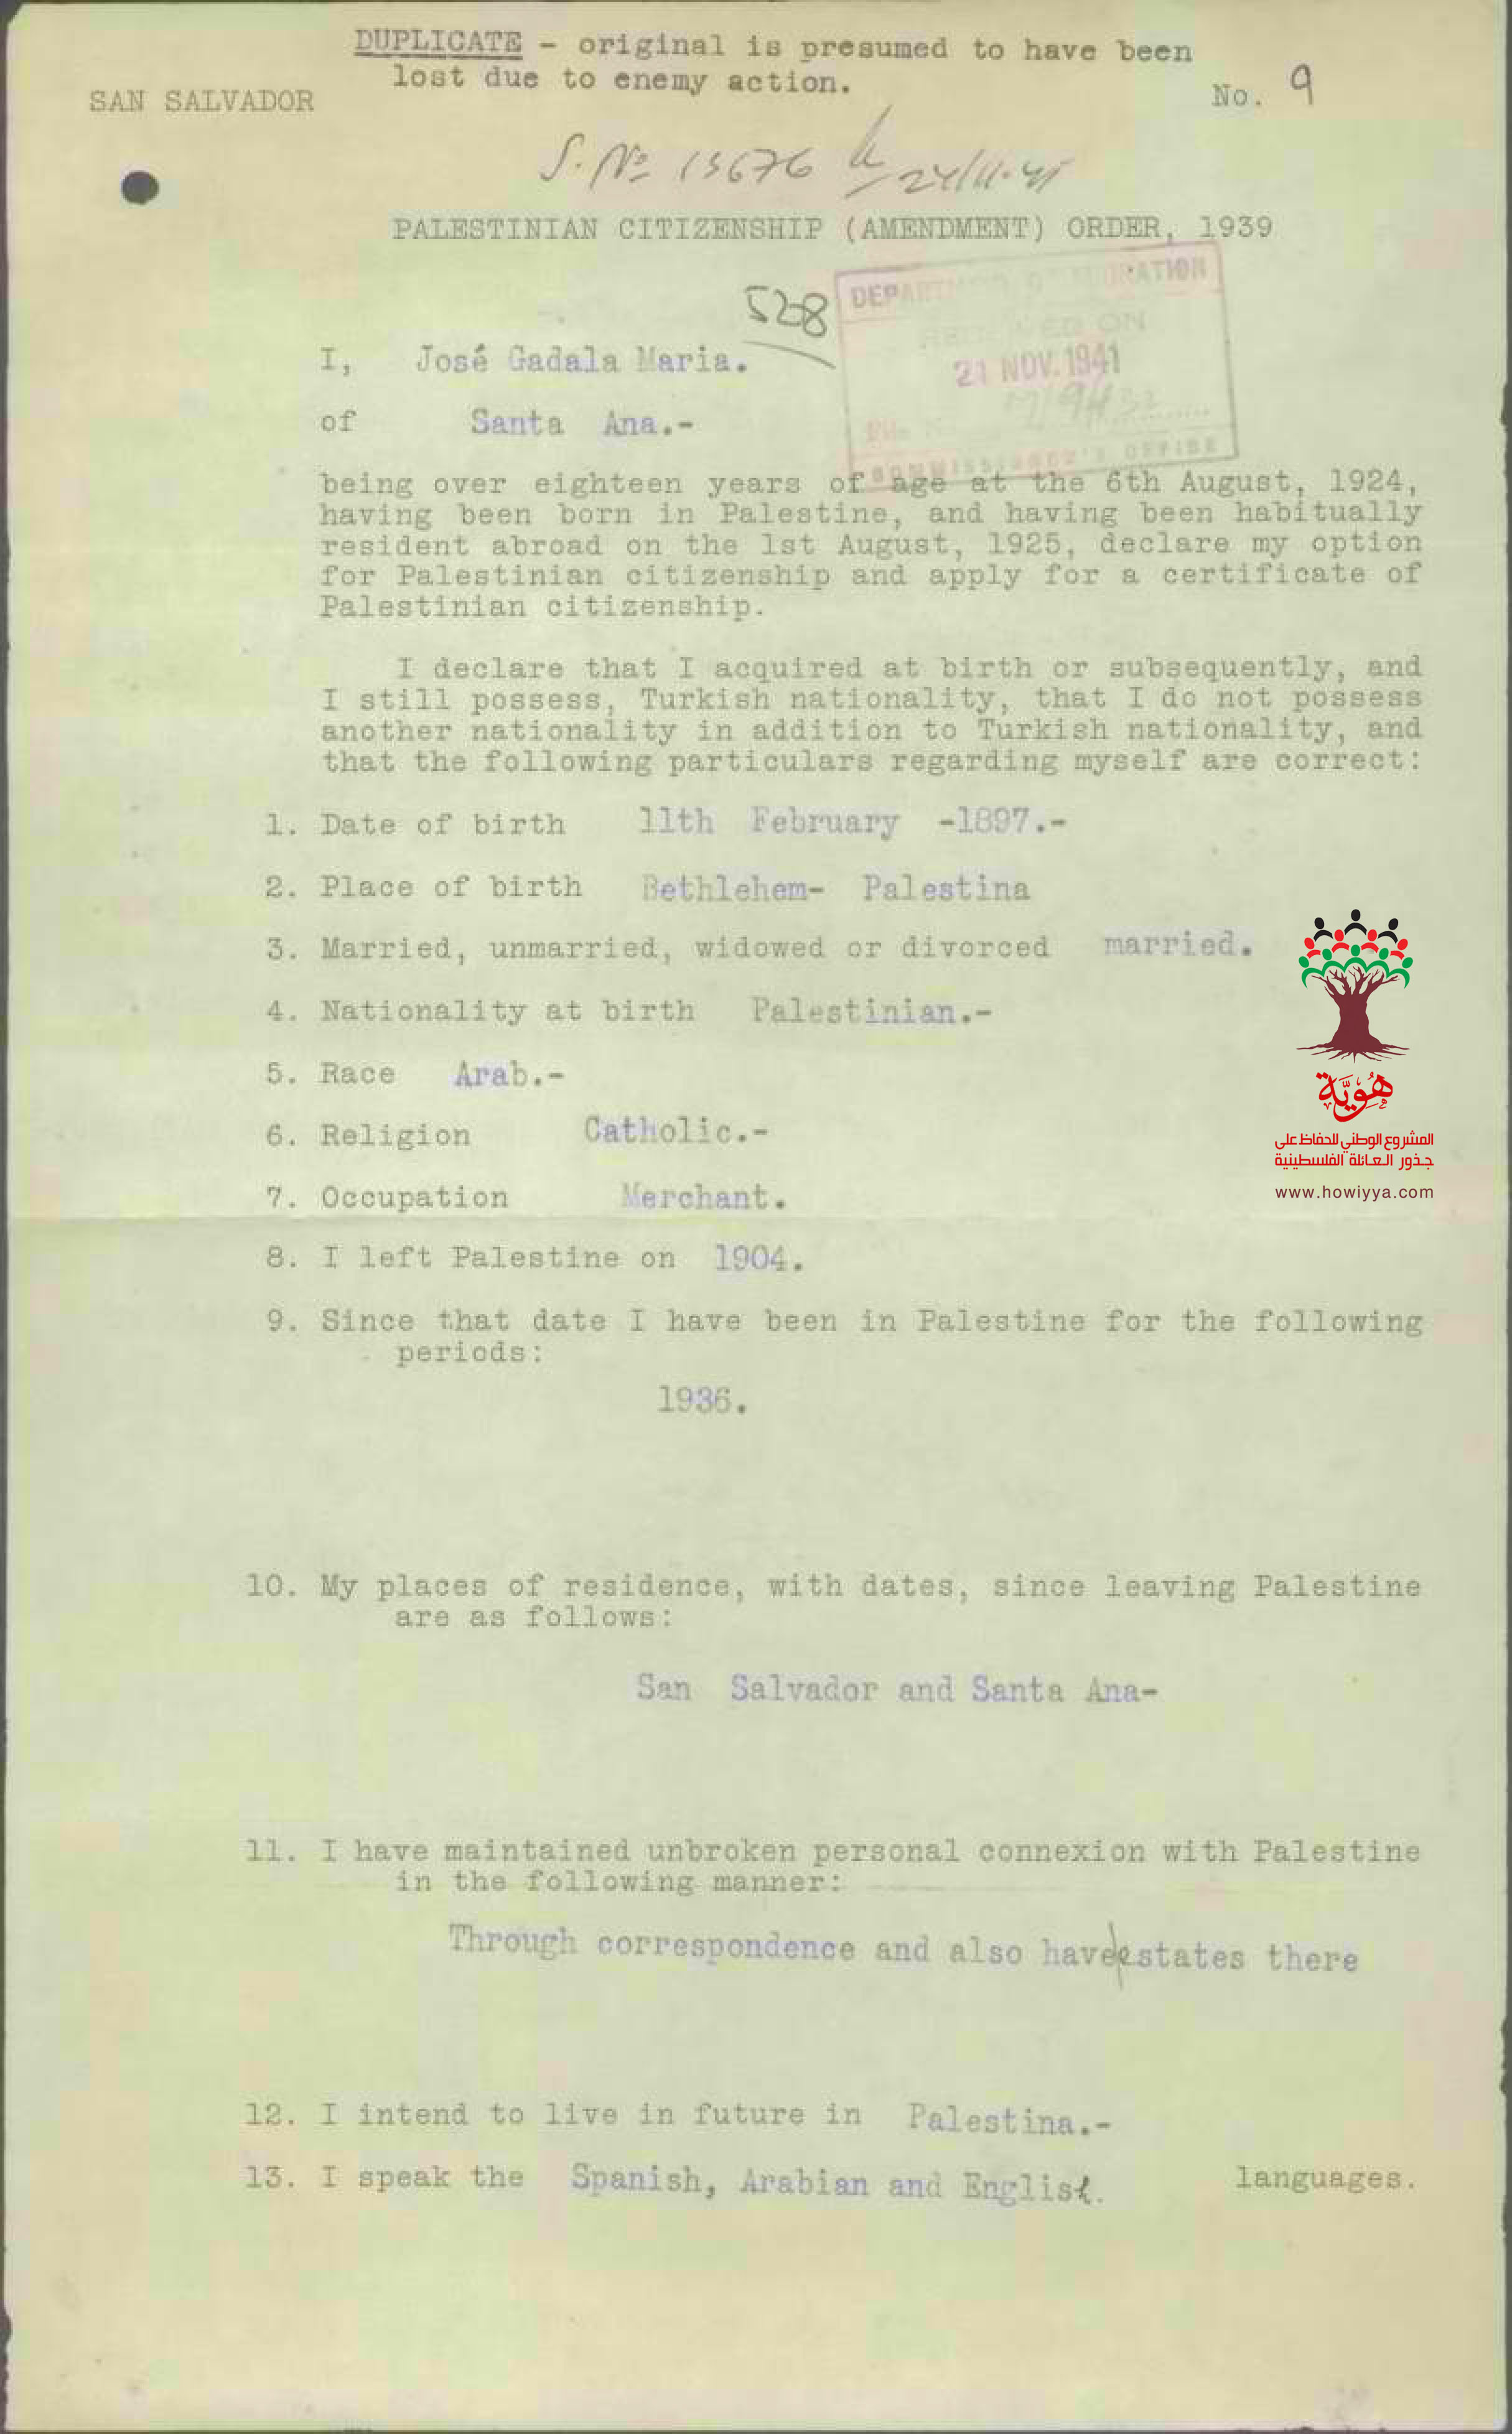 DUPLICATE - original is presumed to have been
lost due to enemy action.
SAN SALVADOR
No. 9
S. No 13676 24/11.41
PALESTINIAN CITIZENSHIP (AMENDMENT) ORDER, 1939
528
DEPARTMENT OF MIGRATION
RECEIVED ON
21 NOV. 1941
File No
COMMISSIONER'S OFFICE
I, José Gadala Maria.
of Santa Ana.-
being over eighteen years of age at the 6th August, 1924,
having been born in Palestine, and having been habitually
resident abroad on the 1st August, 1925, declare my option
for Palestinian citizenship and apply for a certificate of
Palestinian citizenship.
I declare that I acquired at birth or subsequently, and
I still possess, Turkish nationality, that I do not possess
another nationality in addition to Turkish nationality, and
that the following particulars regarding myself are correct:
1. Date of birth 11th February -1897.-
2. Place of birth Bethlehem- Palestina
3. Married, unmarried, widowed or divorced married.
4. Nationality at birth Palestinian.-
5. Race Arab.-
6. Religion Catholic.-
7. Occupation Merchant.
8. I left Palestine on 1904.
9. Since that date I have been in Palestine for the following
periods:
1936.
10. My places of residence, with dates, since leaving Palestine
are as follows:
San Salvador and Santa Ana-
11. I have maintained unbroken personal connexion with Palestine
in the following manner:
Through correspondence and also have estates there
12. I intend to live in future in Palestina.-
13. I speak the Spanish, Arabian and English. languages.
هُوِيَّة
المشروع الوطني للحفاظ على
جذور العائلة الفلسطينية
www.howiyya.com